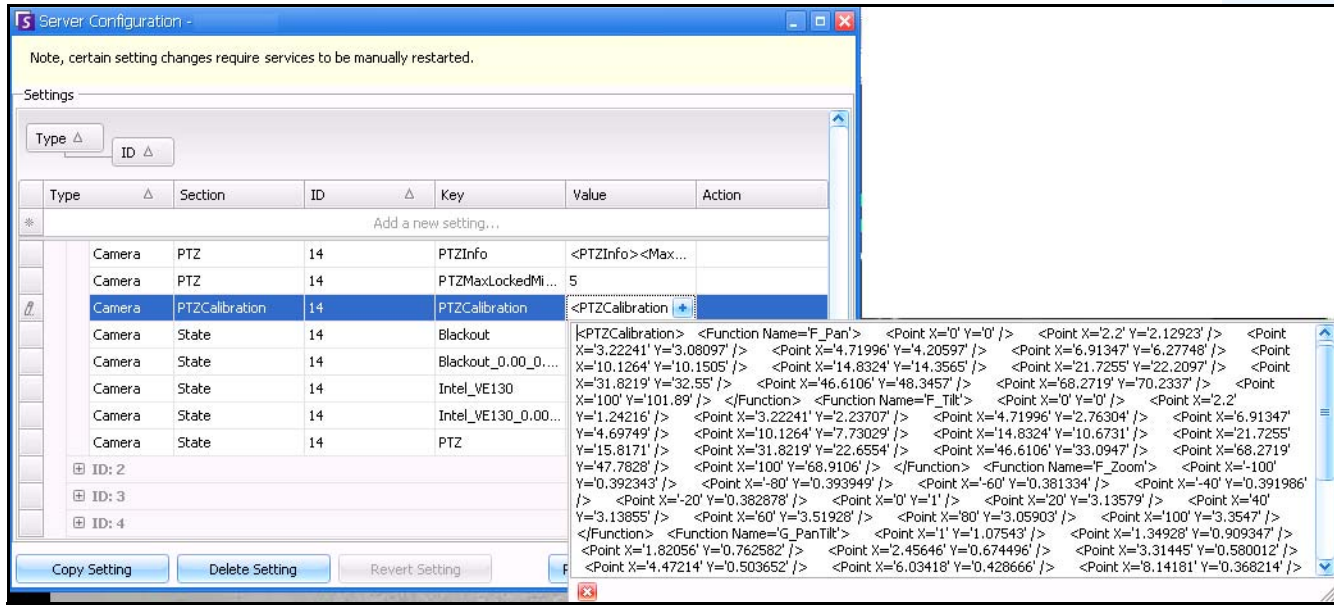 Server Configuration -
Note, certain setting changes require services to be manually restarted.
Settings
Type
ID
Type Section ID Key Value Action
Add a new setting...
Camera PTZ 14 PTZInfo <PTZInfo><Max...
Camera PTZ 14 PTZMaxLockedMi... 5
Camera PTZCalibration 14 PTZCalibration <PTZCalibration
Camera State 14 Blackout
Camera State 14 Blackout_0.00_0....
Camera State 14 Intel_VE130
Camera State 14 Intel_VE130_0.00...
Camera State 14 PTZ
ID: 2
ID: 3
ID: 4
Copy Setting Delete Setting Revert Setting
<PTZCalibration> <Function Name='F_Pan'> <Point X='0' Y='0' /> <Point X='2.2' Y='2.12923' /> <Point
X='3.22241' Y='3.08097' /> <Point X='4.71996' Y='4.20597' /> <Point X='6.91347' Y='6.27748' /> <Point
X='10.1264' Y='10.1505' /> <Point X='14.8324' Y='14.3565' /> <Point X='21.7255' Y='22.2097' /> <Point
X='31.8219' Y='32.55' /> <Point X='46.6106' Y='48.3457' /> <Point X='68.2719' Y='70.2337' /> <Point
X='100' Y='101.89' /> </Function> <Function Name='F_Tilt'> <Point X='0' Y='0' /> <Point X='2.2'
Y='1.24216' /> <Point X='3.22241' Y='2.23707' /> <Point X='4.71996' Y='2.76304' /> <Point X='6.91347'
Y='4.69749' /> <Point X='10.1264' Y='7.73029' /> <Point X='14.8324' Y='10.6731' /> <Point X='21.7255'
Y='15.8171' /> <Point X='31.8219' Y='22.6554' /> <Point X='46.6106' Y='33.0947' /> <Point X='68.2719'
Y='47.7828' /> <Point X='100' Y='68.9106' /> </Function> <Function Name='F_Zoom'> <Point X='-100'
Y='0.392343' /> <Point X='-80' Y='0.393949' /> <Point X='-60' Y='0.381334' /> <Point X='-40' Y='0.391986'
/> <Point X='-20' Y='0.382878' /> <Point X='0' Y='1' /> <Point X='20' Y='3.13579' /> <Point X='40'
Y='3.13855' /> <Point X='60' Y='3.51928' /> <Point X='80' Y='3.05903' /> <Point X='100' Y='3.3547' />
</Function> <Function Name='G_PanTilt'> <Point X='1' Y='1.07543' /> <Point X='1.34928' Y='0.909347' />
<Point X='1.82056' Y='0.762582' /> <Point X='2.45646' Y='0.674496' /> <Point X='3.31445' Y='0.580012' />
<Point X='4.47214' Y='0.503652' /> <Point X='6.03418' Y='0.428666' /> <Point X='8.14181' Y='0.368214' />